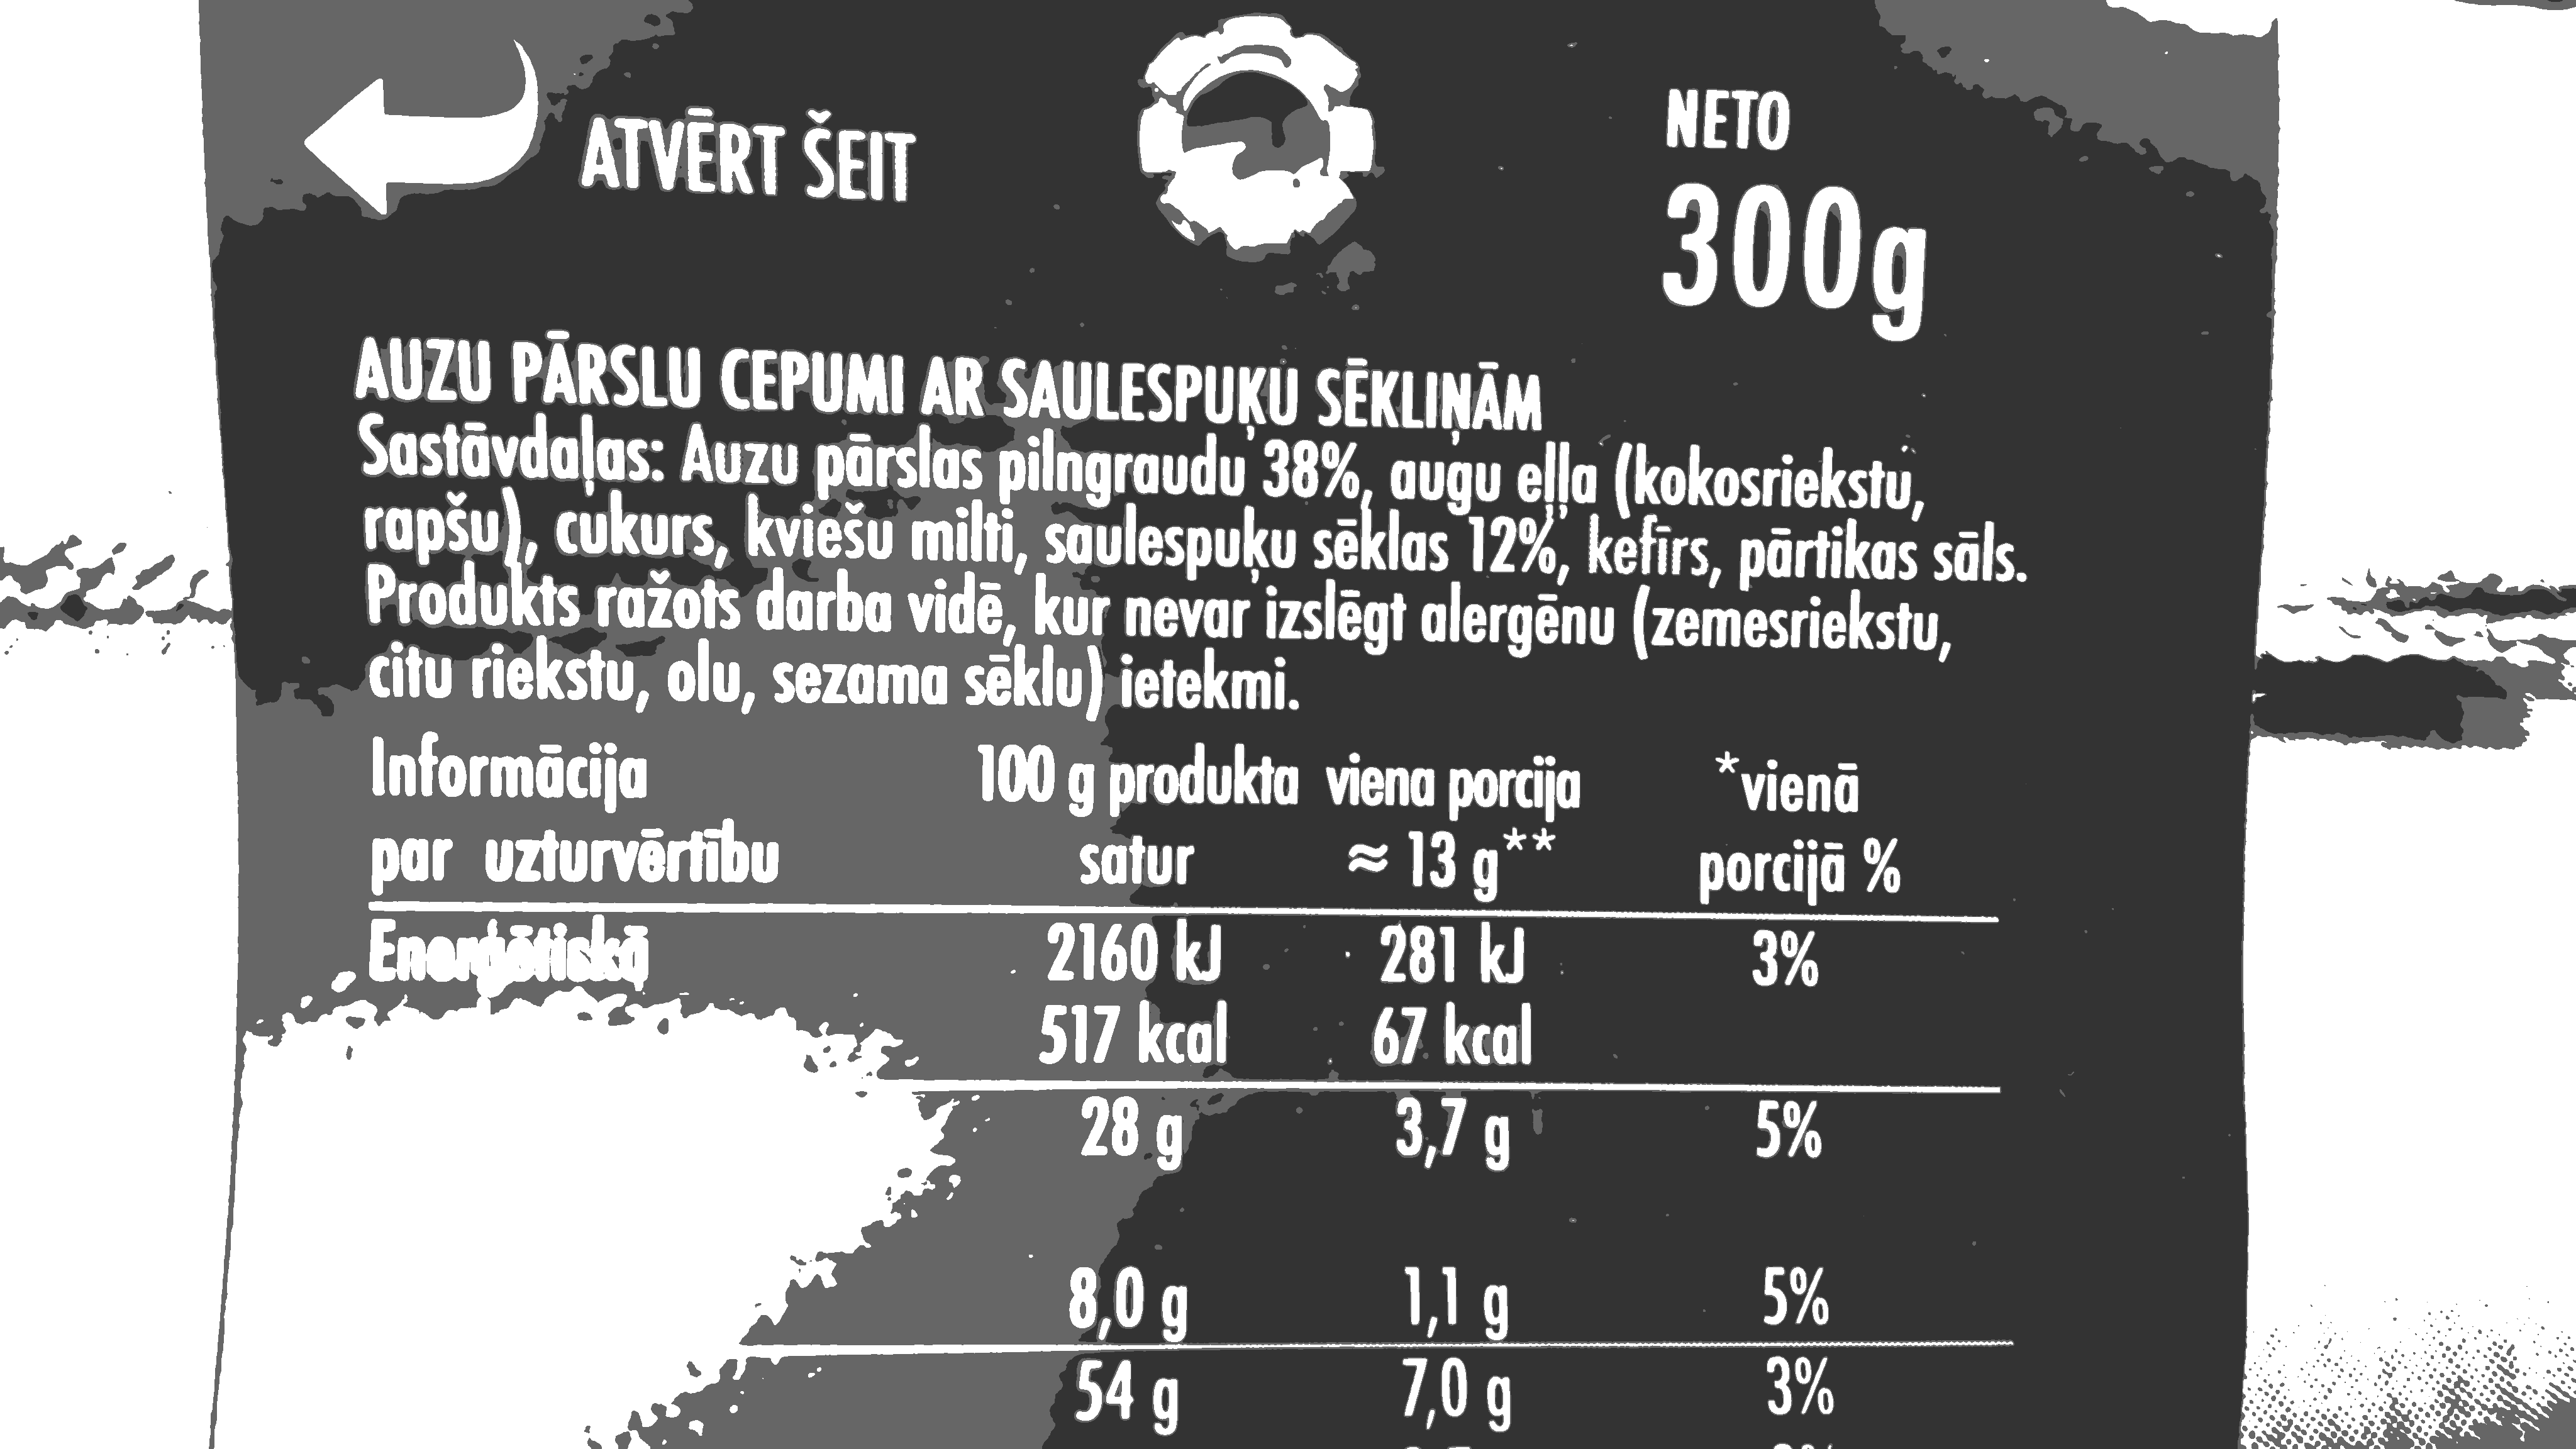 ATVĒRT ŠEIT
NETO
300g
AUZU PĀRSLU CEPUMI AR SAULESPUĶU SĒKLIŅĀM
Sastāvdaļas: Auzu pārslas pilngraudu 38%, augu eļļa (kokosriekstu,
rapšu), cukurs, kviešu milti, saulespuķu sēklas 12%, kefīrs, pārtikas sāls.
Produkts ražots darba vidē, kur nevar izslēgt alergēnu (zemesriekstu,
citu riekstu, olu, sezama sēklu) ietekmi.
Informācija 100 g produkta viena porcija *vienā
par uzturvērtību satur ≈ 13 g** porcijā %
Enerģētiskā 2160 kJ 281 kJ 3%
517 kcal 67 kcal
28 g 3,7 g 5%
8,0 g 1,1 g 5%
54 g 7,0 g 3%